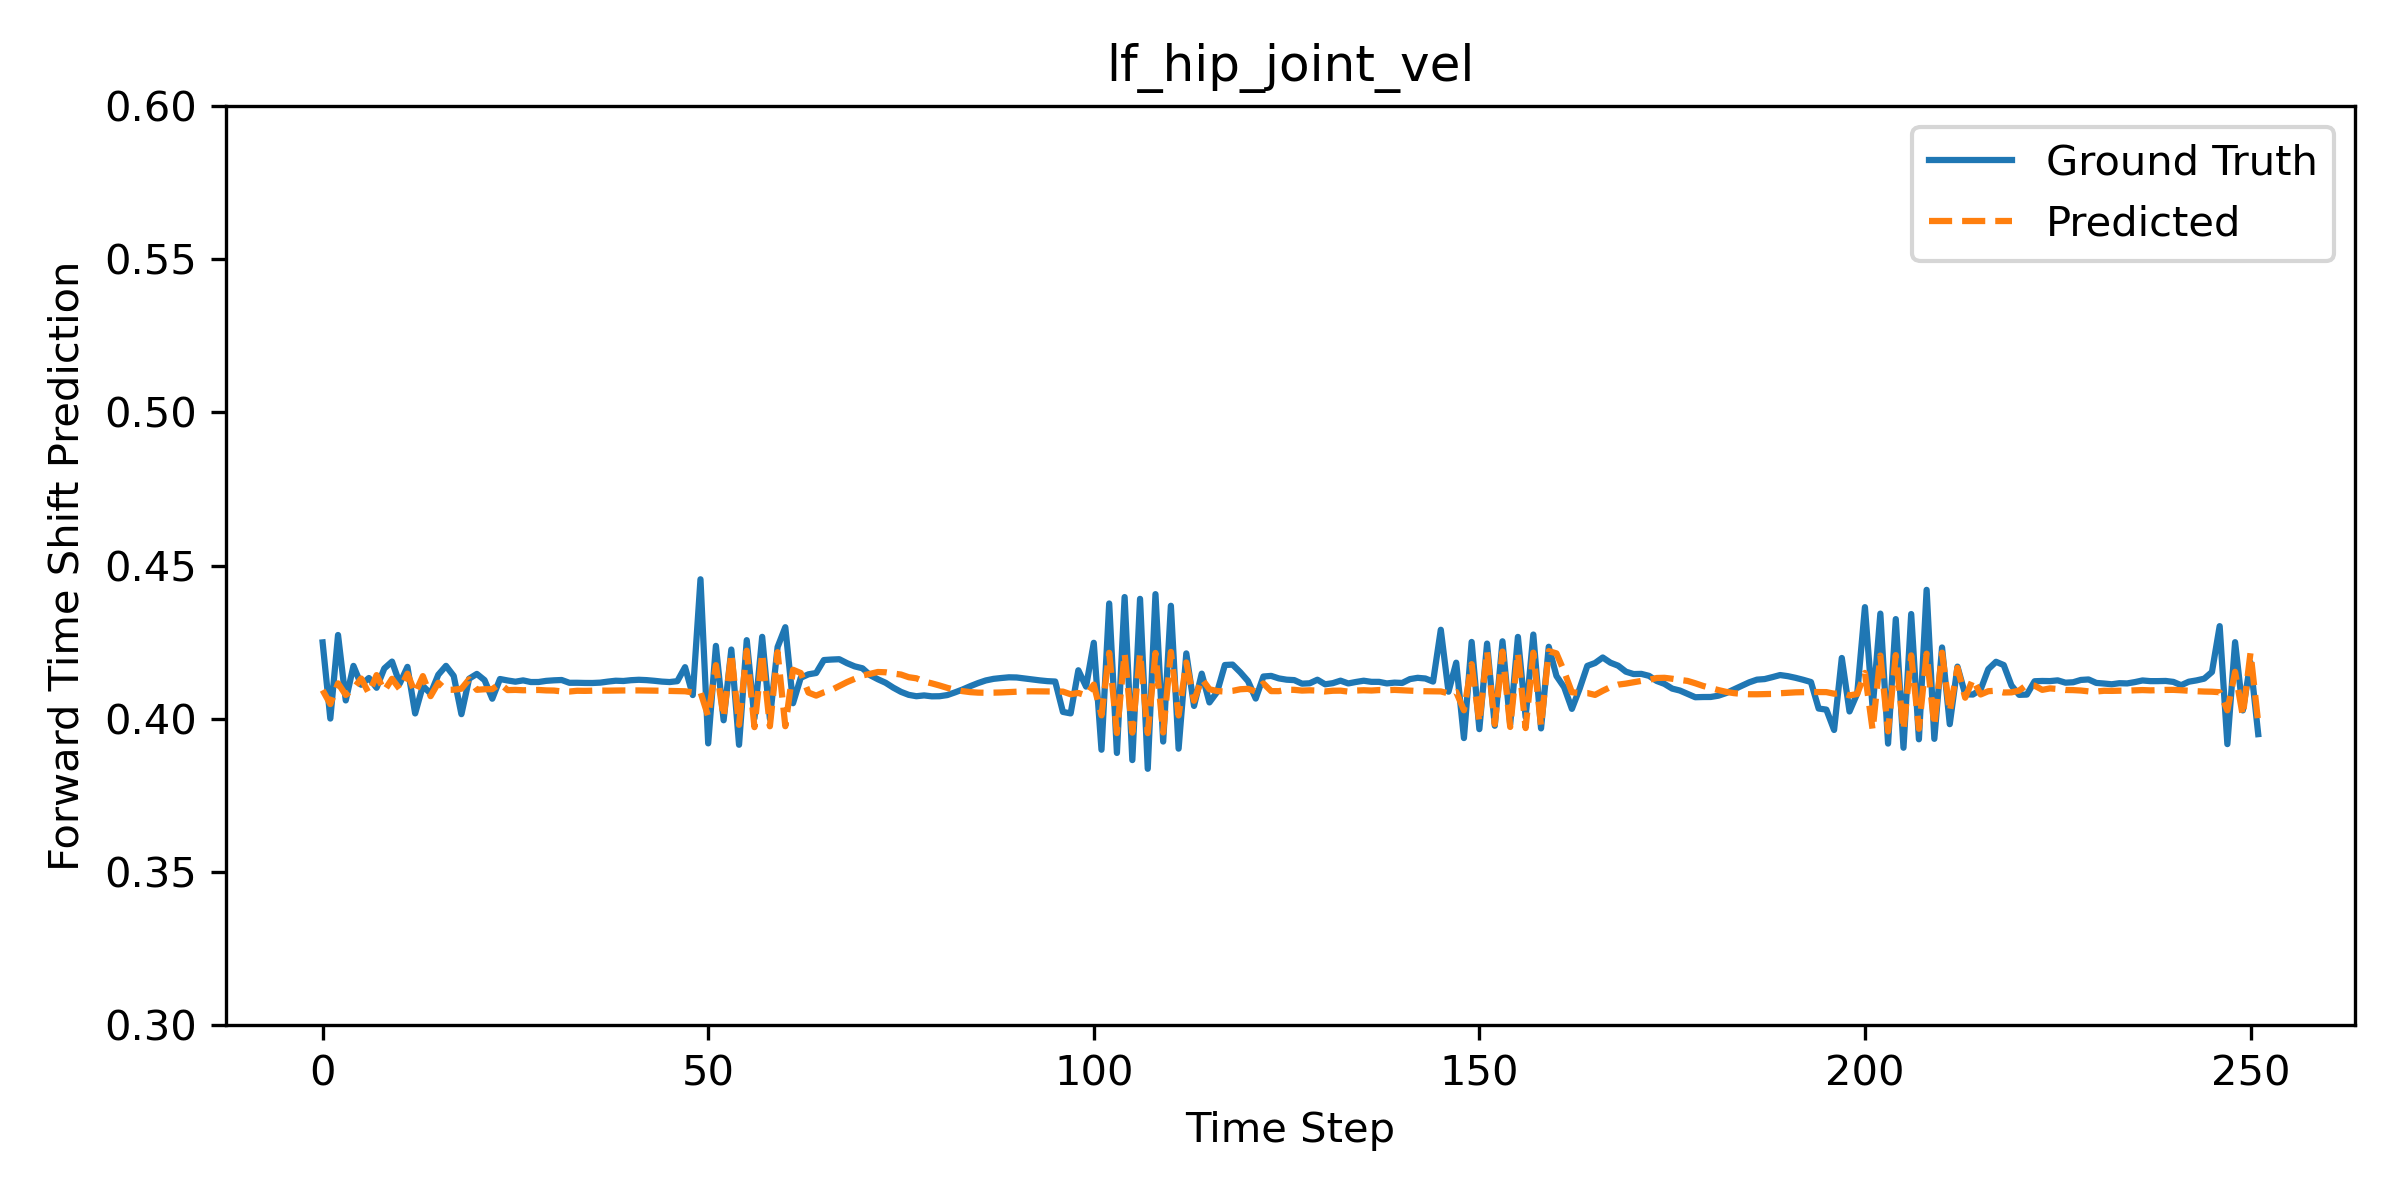 lf_hip_joint_vel
0.60
0.55
0.50
0.45
0.40
0.35
0.30
Forward Time Shift Prediction
Ground Truth
Predicted
0 50 100 150 200 250
Time Step